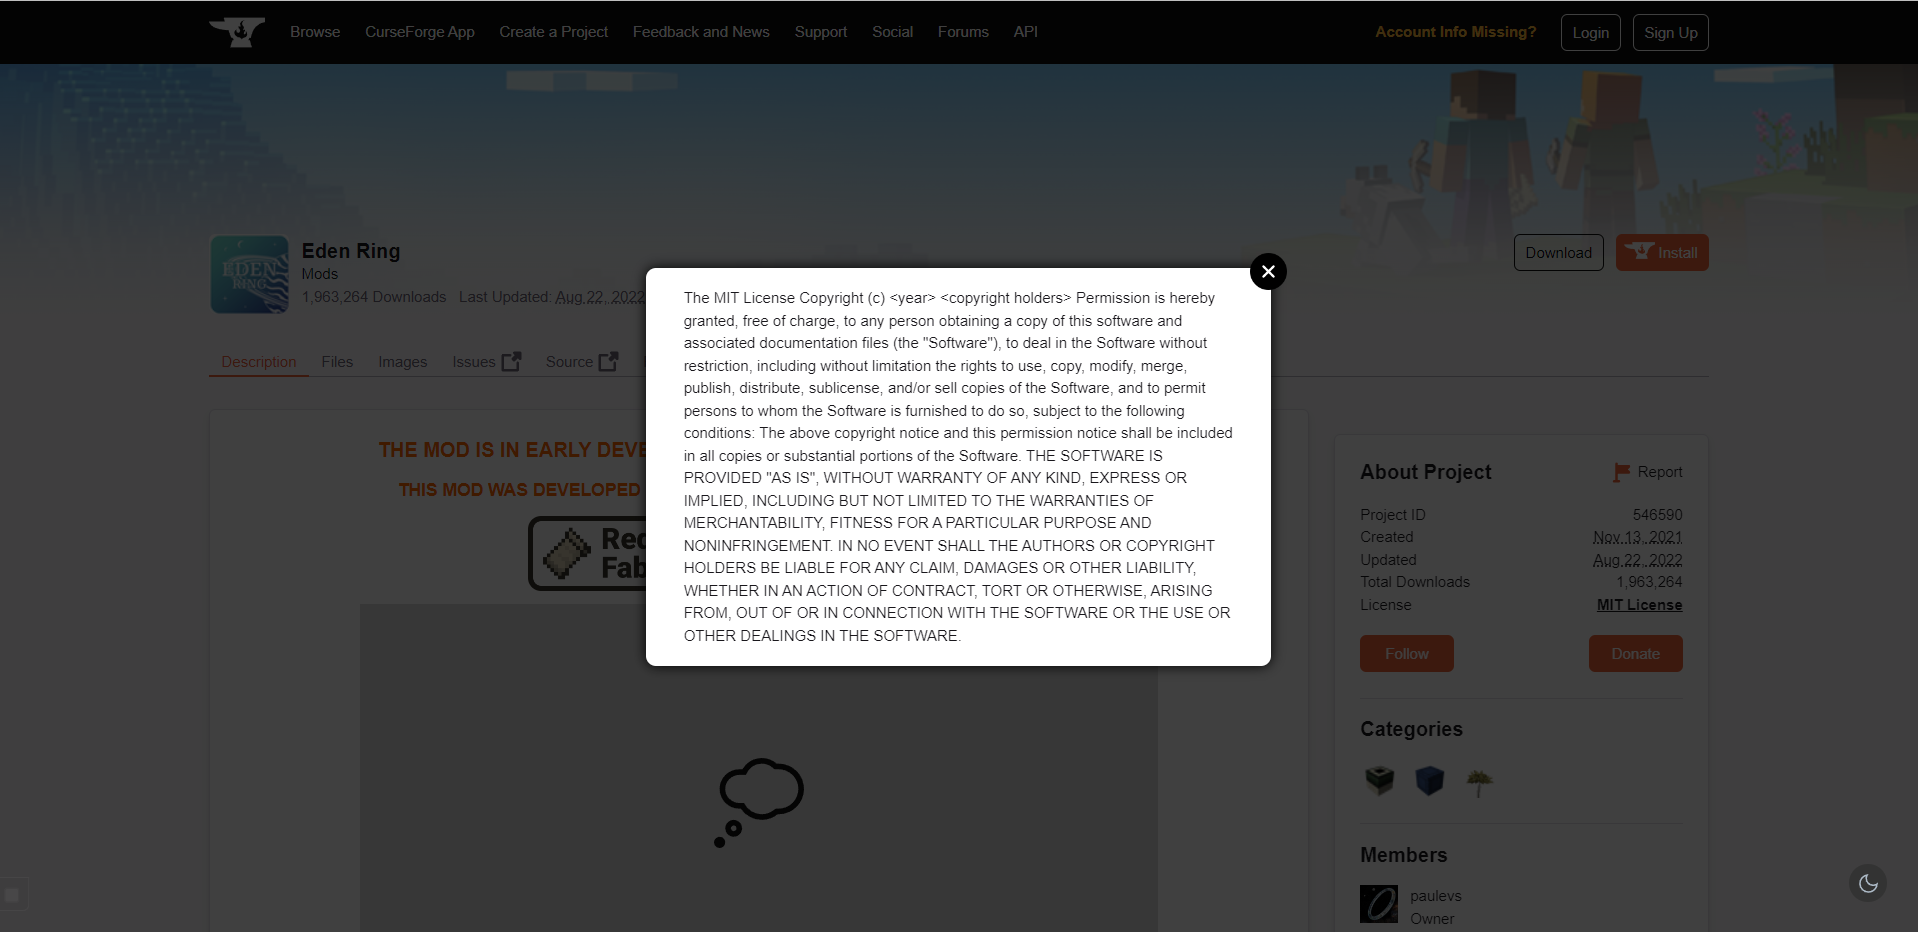 Browse CurseForge App Create a Project Feedback and News Support Social Forums API Account Info Missing? Login Sign Up
EDEN
RING
Eden Ring
Mods
1,963,264 Downloads Last Updated: Aug 22, 2022
Download Install
Description Files Images Issues Source
The MIT License Copyright (c) <year> <copyright holders> Permission is hereby
granted, free of charge, to any person obtaining a copy of this software and
associated documentation files (the "Software"), to deal in the Software without
restriction, including without limitation the rights to use, copy, modify, merge,
publish, distribute, sublicense, and/or sell copies of the Software, and to permit
persons to whom the Software is furnished to do so, subject to the following
conditions: The above copyright notice and this permission notice shall be included
in all copies or substantial portions of the Software. THE SOFTWARE IS
PROVIDED "AS IS", WITHOUT WARRANTY OF ANY KIND, EXPRESS OR
IMPLIED, INCLUDING BUT NOT LIMITED TO THE WARRANTIES OF
MERCHANTABILITY, FITNESS FOR A PARTICULAR PURPOSE AND
NONINFRINGEMENT. IN NO EVENT SHALL THE AUTHORS OR COPYRIGHT
HOLDERS BE LIABLE FOR ANY CLAIM, DAMAGES OR OTHER LIABILITY,
WHETHER IN AN ACTION OF CONTRACT, TORT OR OTHERWISE, ARISING
FROM, OUT OF OR IN CONNECTION WITH THE SOFTWARE OR THE USE OR
OTHER DEALINGS IN THE SOFTWARE.
THE MOD IS IN EARLY
THIS MOD WAS DEVELOPED
About Project Report
Project ID 546590
Created Nov 13, 2021
Updated Aug 22, 2022
Total Downloads 1,963,264
License MIT License
Follow Donate
Categories
Members
paulevs
Owner